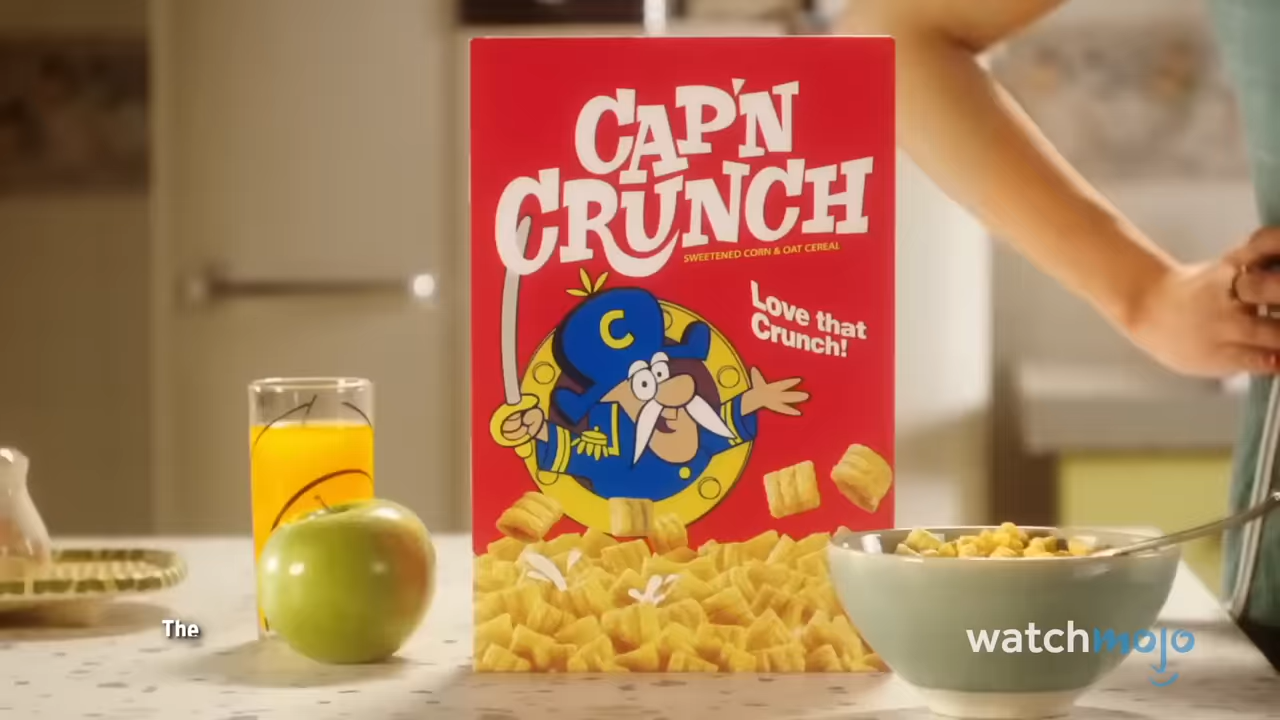 CAP'N
CRUNCH
SWEETENED CORN & OAT CEREAL
Love that
Crunch!
C
The
watchmojo